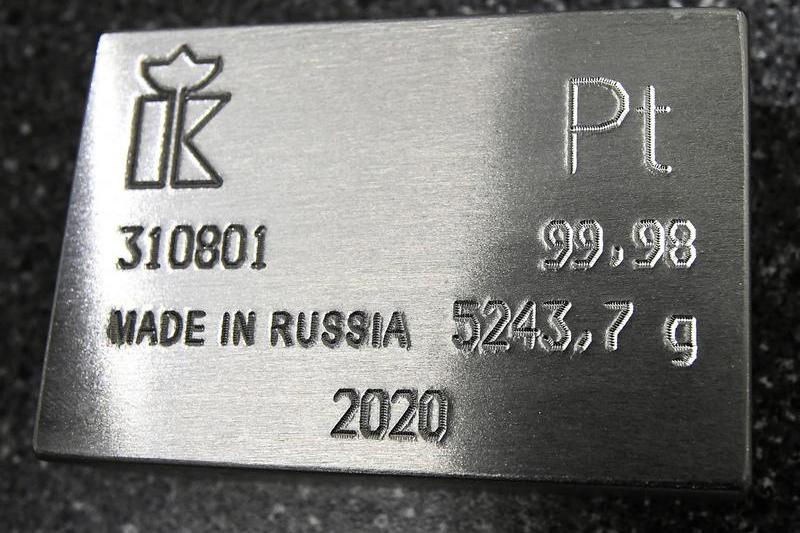 K
Pt
310801
99,98
MADE IN RUSSIA 5243,7 g
2020